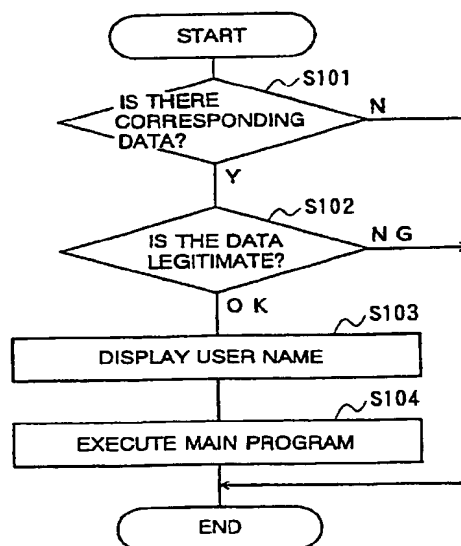 START
S101
IS THERE
CORRESPONDING
DATA?
N
Y
S102
IS THE DATA
LEGITIMATE?
N G
O K
S103
DISPLAY USER NAME
S104
EXECUTE MAIN PROGRAM
END